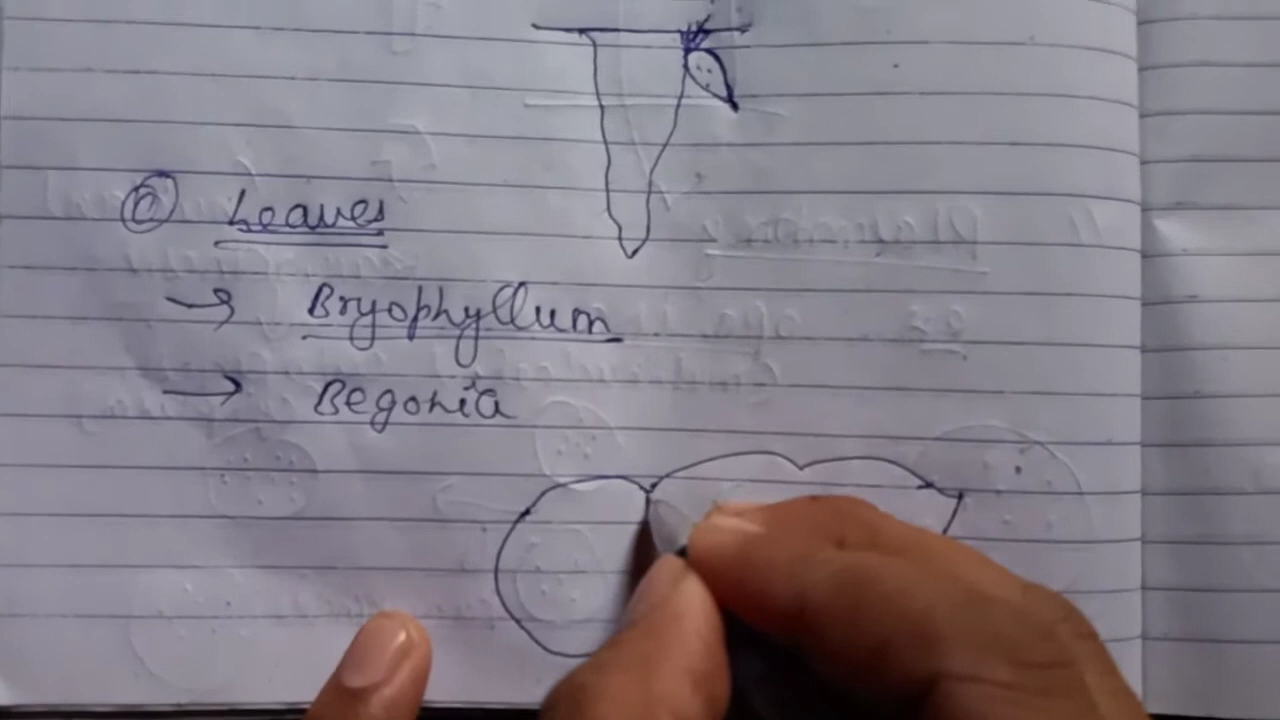 Leaves
→ Bryophyllum
→ Begonia